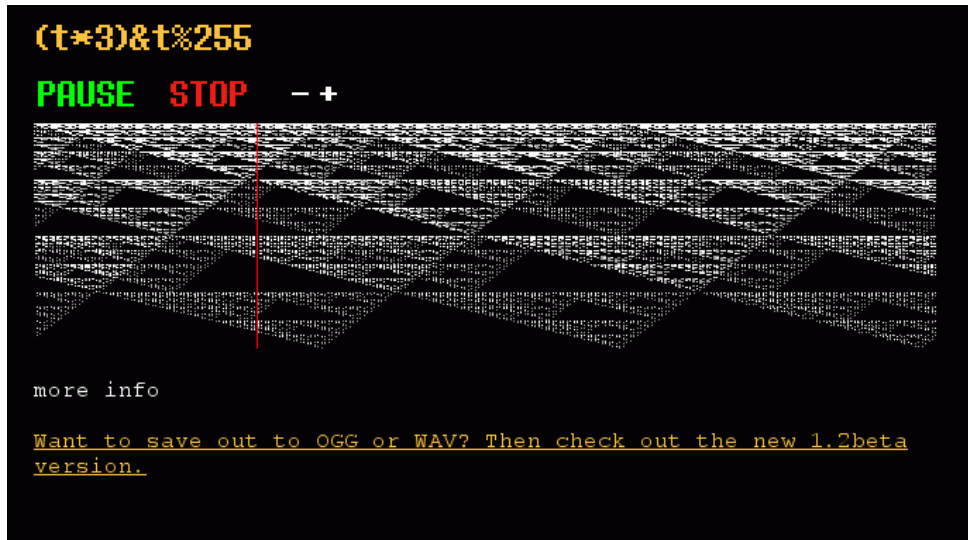 (t*3)&t%255
PAUSE STOP - +
more info
Want to save out to OGG or WAV? Then check out the new 1.2beta
version.